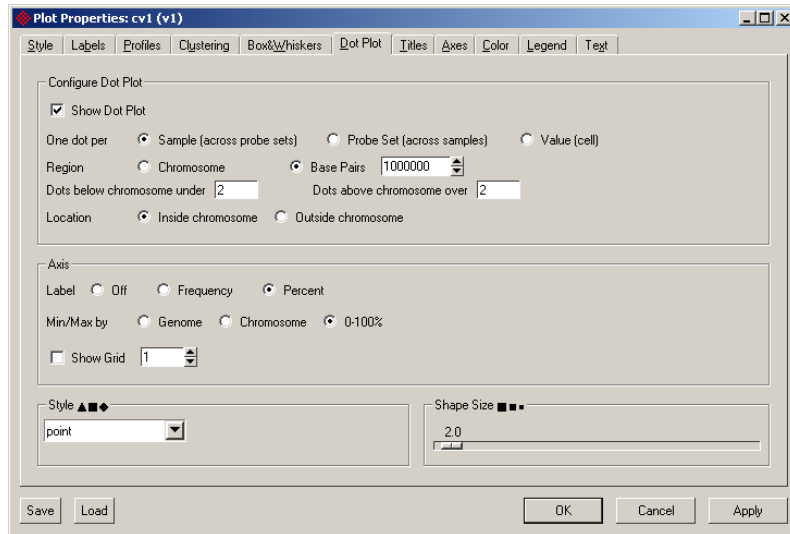 Plot Properties: cv1 (v1)
Style Labels Profiles Clustering Box&Whiskers Dot Plot Titles Axes Color Legend Text
Configure Dot Plot
Show Dot Plot
One dot per Sample (across probe sets) Probe Set (across samples) Value (cell)
Region Chromosome Base Pairs 1000000
Dots below chromosome under 2 Dots above chromosome over 2
Location Inside chromosome Outside chromosome
Axis
Label Off Frequency Percent
Min/Max by Genome Chromosome 0-100%
Show Grid 1
Style Shape Size
point 2.0
Save Load OK Cancel Apply